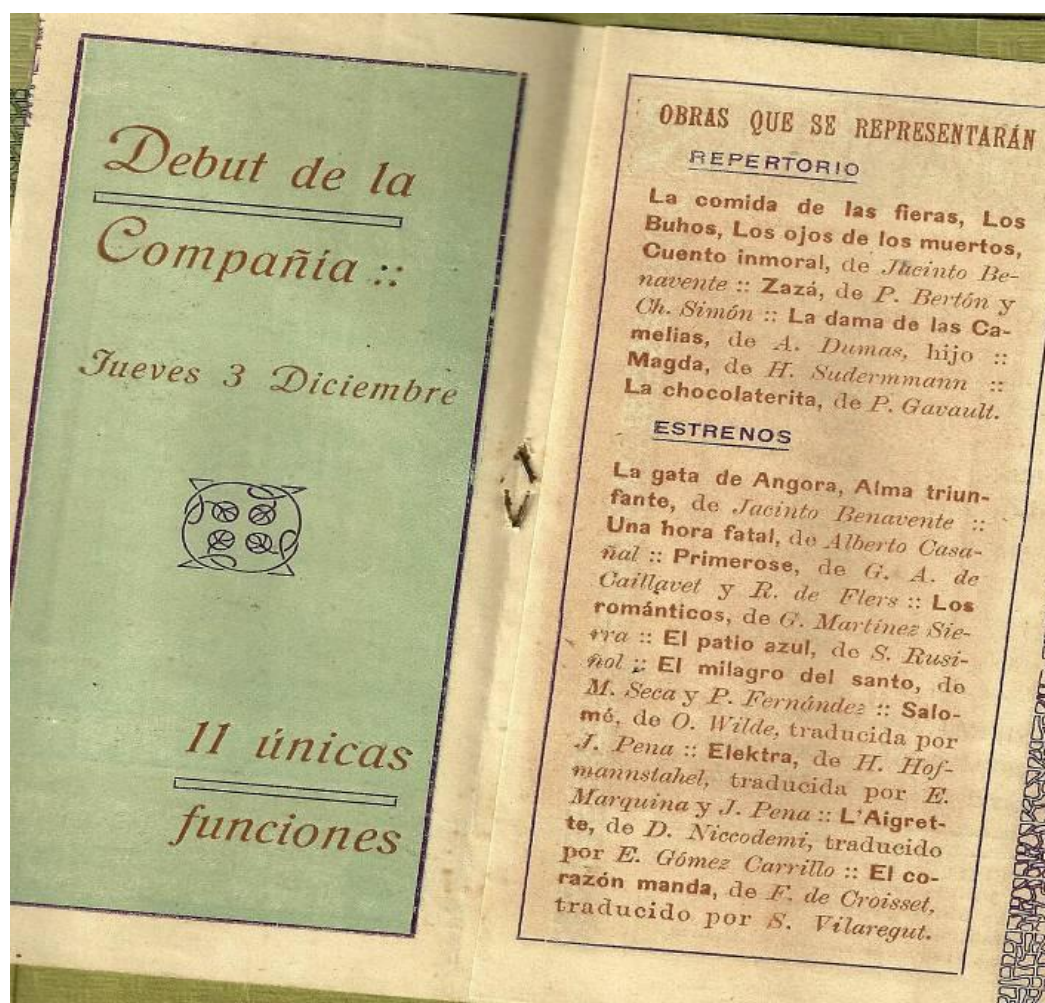 Debut de la
Compañía ::
Jueves 3 Diciembre
11 únicas
funciones
OBRAS QUE SE REPRESENTARÁN
REPERTORIO
La comida de las fieras, Los
Buhos, Los ojos de los muertos,
Cuento inmoral, de Jacinto Be-
navente :: Zazá, de P. Bertón y
Ch. Simón :: La dama de las Ca-
melias, de A. Dumas, hijo ::
Magda, de H. Sudermmann ::
La chocolaterita, de P. Gavault.
ESTRENOS
La gata de Angora, Alma triun-
fante, de Jacinto Benavente ::
Una hora fatal, de Alberto Casa-
ñal :: Primerose, de G. A. de
Caillavet y R. de Flers :: Los
románticos, de G. Martínez Sie-
rra :: El patio azul, de S. Rusi-
ñol :: El milagro del santo, de
M. Seca y P. Fernández :: Salo-
mé, de O. Wilde, traducida por
J. Pena :: Elektra, de H. Hof-
mannstahel, traducida por E.
Marquina y J. Pena :: L'Aigret-
te, de D. Niccodemi, traducido
por E. Gómez Carrillo :: El co-
razón manda, de F. de Croisset,
traducido por S. Vilaregut.